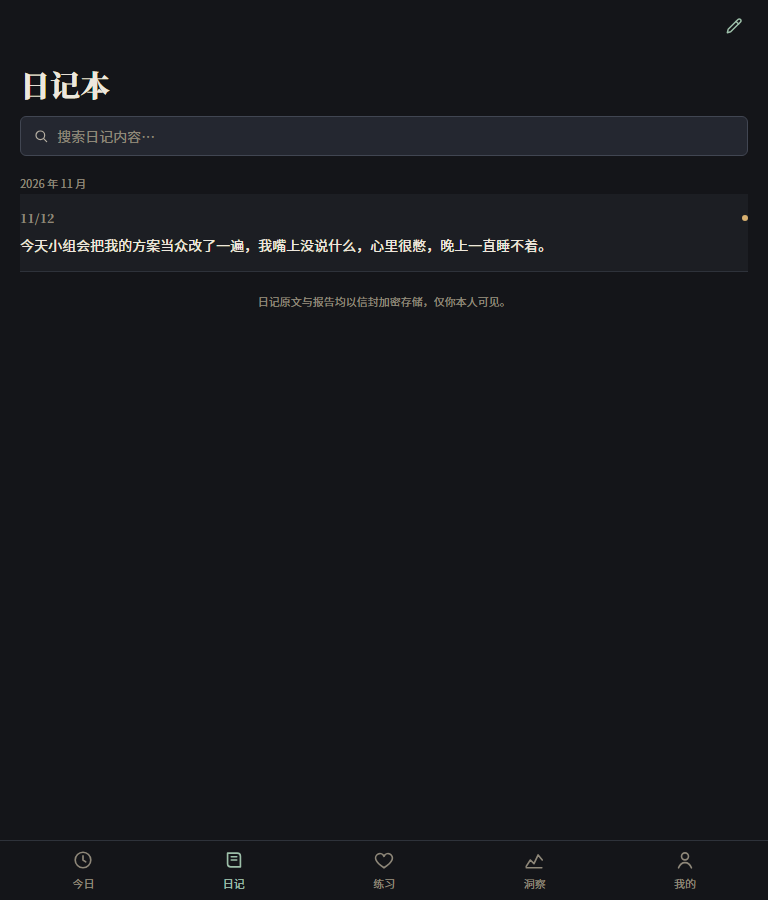 日记本
搜索日记内容…
2026 年 11 月
11/12
今天小组会把我的方案当众改了一遍，我嘴上没说什么，心里很憋，晚上一直睡不着。
日记原文与报告均以信封加密存储，仅你本人可见。
今日
日记
练习
洞察
我的